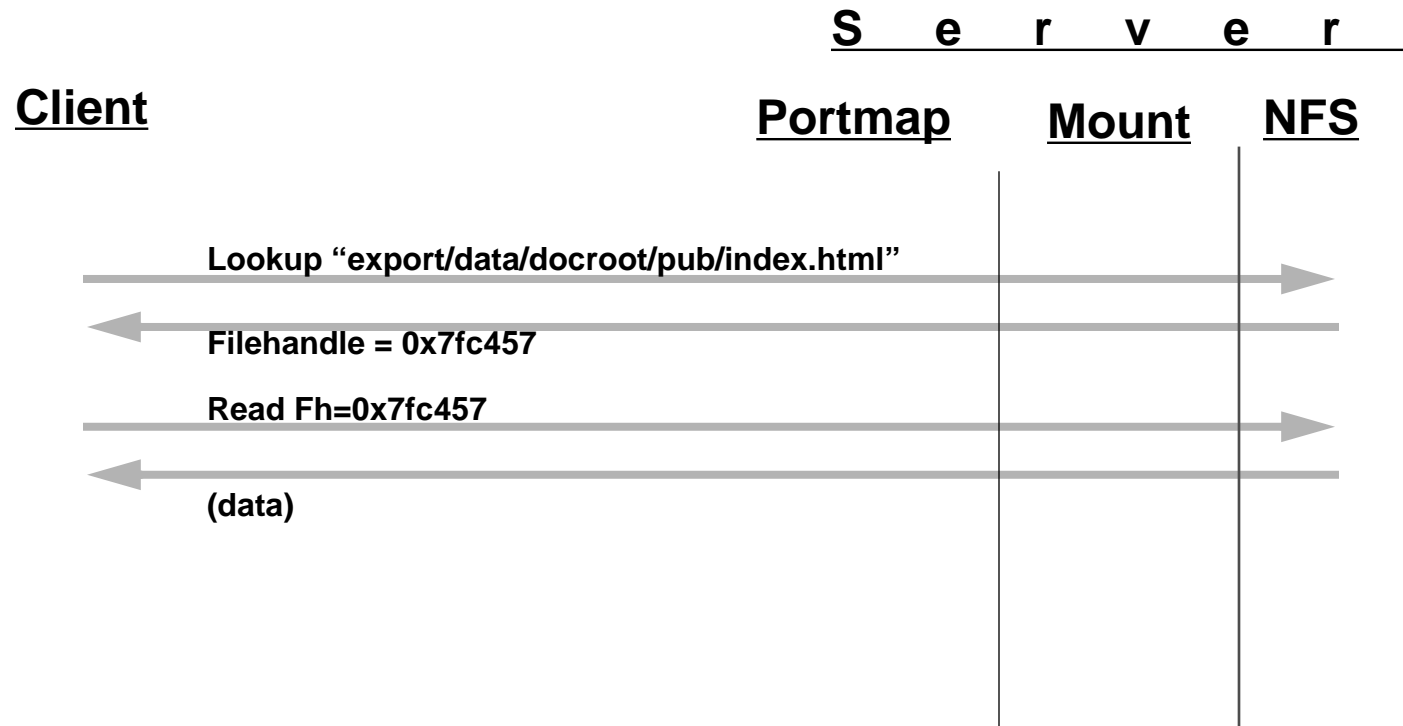 S e r v e r
Client
Portmap Mount NFS
Lookup “export/data/docroot/pub/index.html”
Filehandle = 0x7fc457
Read Fh=0x7fc457
(data)